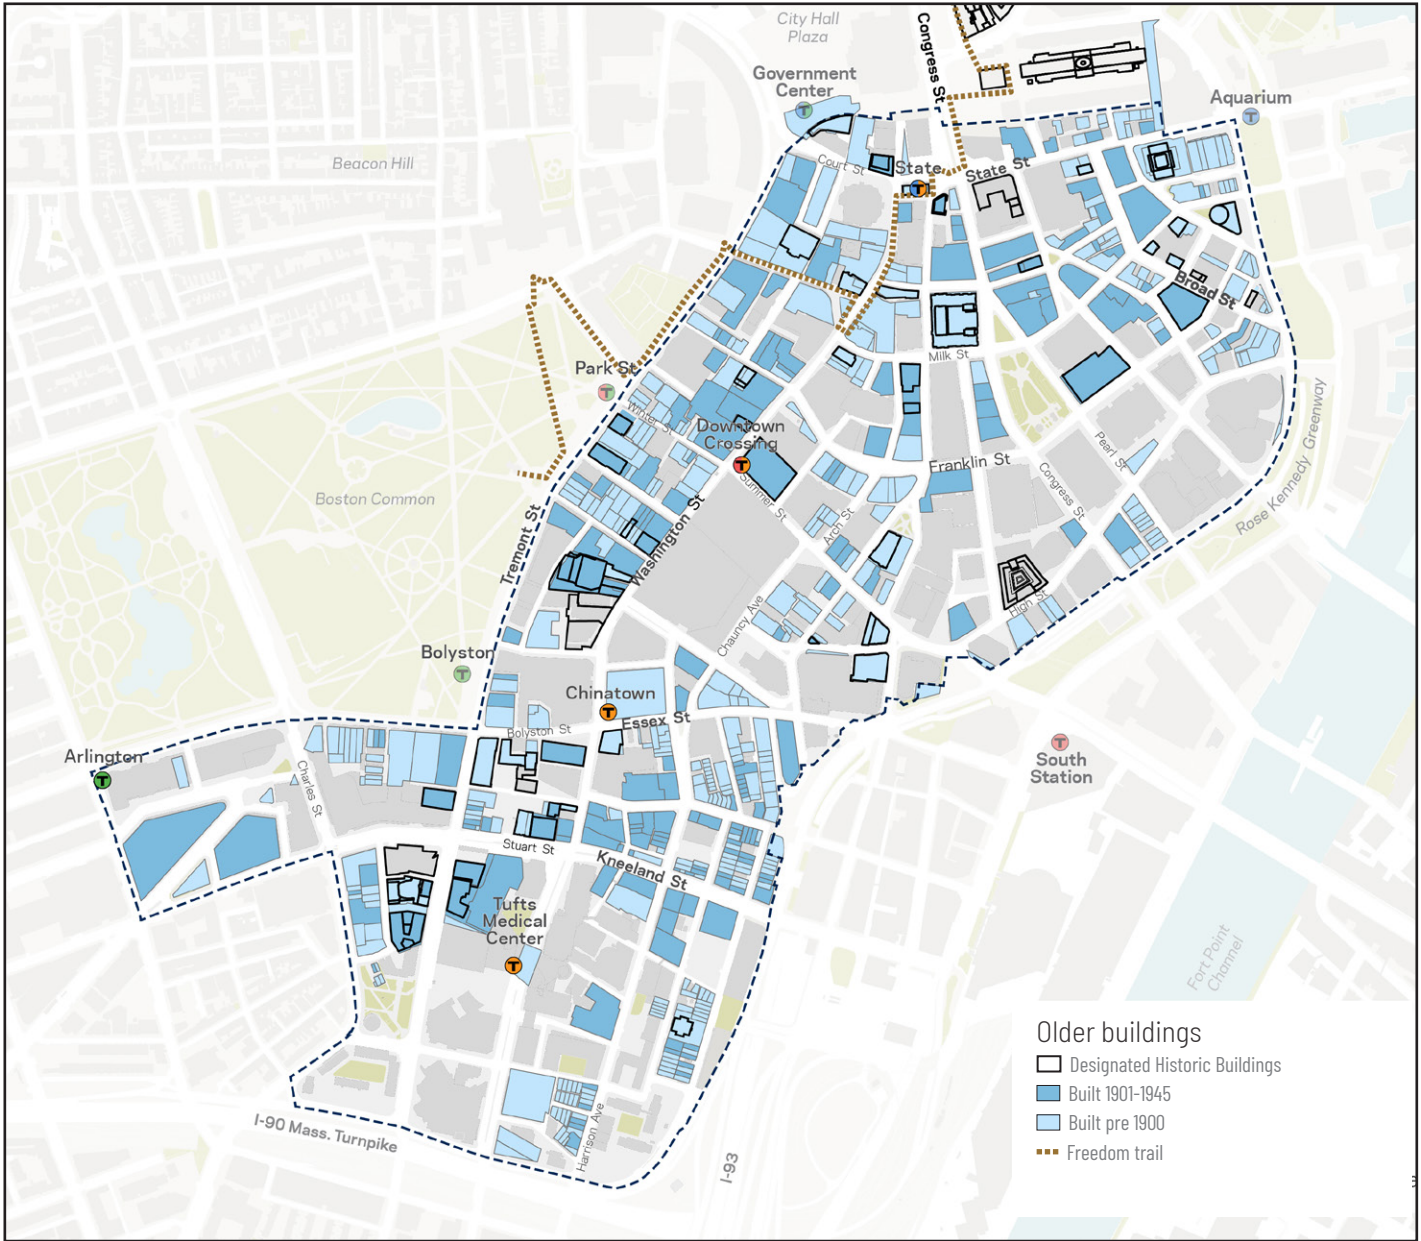 City Hall
Plaza
Congress St
Government
Center
T
Aquarium
T
Beacon Hill
Court St
State
T
State St
Broad St
Milk St
Park St
T
Winter St
Downtown
Crossing
T
Summer St
Boston Common
Tremont St
Washington St
Arch St
Franklin St
Congress St
Pearl St
Rose Kennedy Greenway
High St
Chauncy Ave
Bolyston
T
Chinatown
T
Essex St
Bolyston St
Arlington
T
Charles St
South
Station
T
Stuart St
Kneeland St
Tufts
Medical
Center
T
Fort Point
Channel
Harrison Ave
I-90 Mass. Turnpike
I-93
Older buildings
Designated Historic Buildings
Built 1901-1945
Built pre 1900
Freedom trail